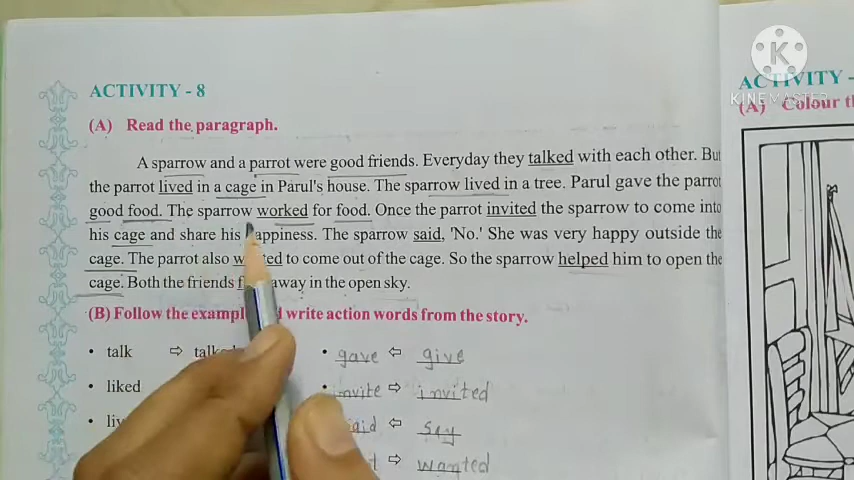 ACTIVITY - 8
(A) Read the paragraph.
A sparrow and a parrot were good friends. Everyday they talked with each other. But
the parrot lived in a cage in Parul's house. The sparrow lived in a tree. Parul gave the parrot
good food. The sparrow worked for food. Once the parrot invited the sparrow to come into
his cage and share his happiness. The sparrow said, 'No.' She was very happy outside the
cage. The parrot also to come out of the cage. So the sparrow helped him to open the
cage. Both the friends away in the open sky.
(B) Follow the example write action words from the story.
talk ⇨
gave ⇦ give
liked
invite ⇨ invited
said ⇦ say
⇨ wanted
ACTIVITY -
(A) Colour
K
KINEMASTER